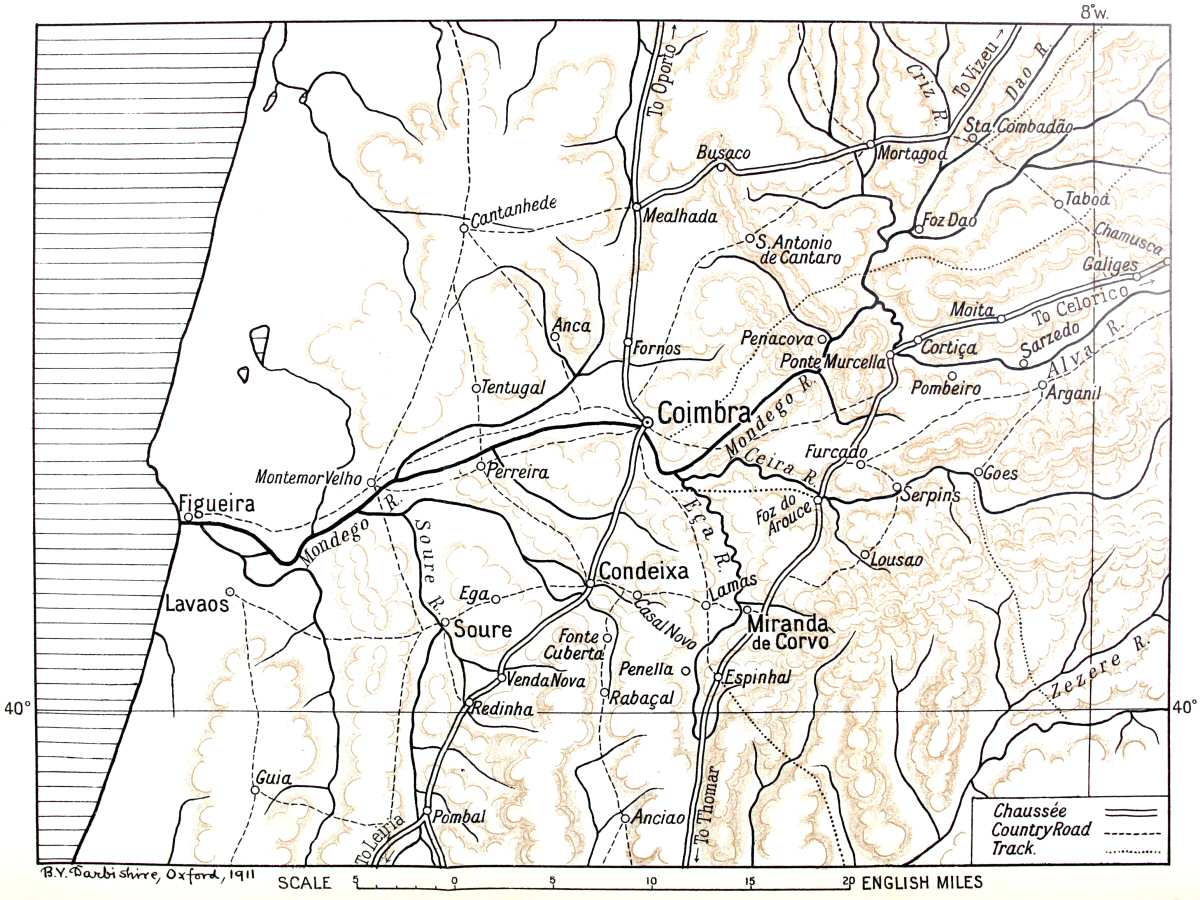 8°w.
To Oporto →
Criz R.
To Vizeu →
Dao R.
Sta. Combadão
Busaco
Mortagoa
Cantanhede
Mealhada
Taboa
Foz Dao
S. Antonio
de Cantaro
Chamusca
Galiges
To Celorico →
Moita
Anca
Fornos
Penacova
Ponte Murcella
Cortiça
Sarzedo
Alva R.
Pombeiro
Arganil
Tentugal
Coimbra
Mondego R.
Ceira R.
Furcado
Goes
Montemor Velho
Perreira
Serpins
Figueira
Mondego R.
Foz do
Arouce
Soure R.
Eça R.
Lousao
Lavaos
Ega
Condeixa
Casal Novo
Lamas
Miranda
de Corvo
Soure
Fonte
Cuberta
Penella
Espinhal
Zezere R.
Venda Nova
Rabaçal
40°
Redinha
40°
Guia
Pombal
Anciao
To Leiria
← To Thomar
Chaussée
Country Road
Track.
B.V. Darbishire, Oxford, 1911
SCALE 5 0 5 10 15 20 ENGLISH MILES